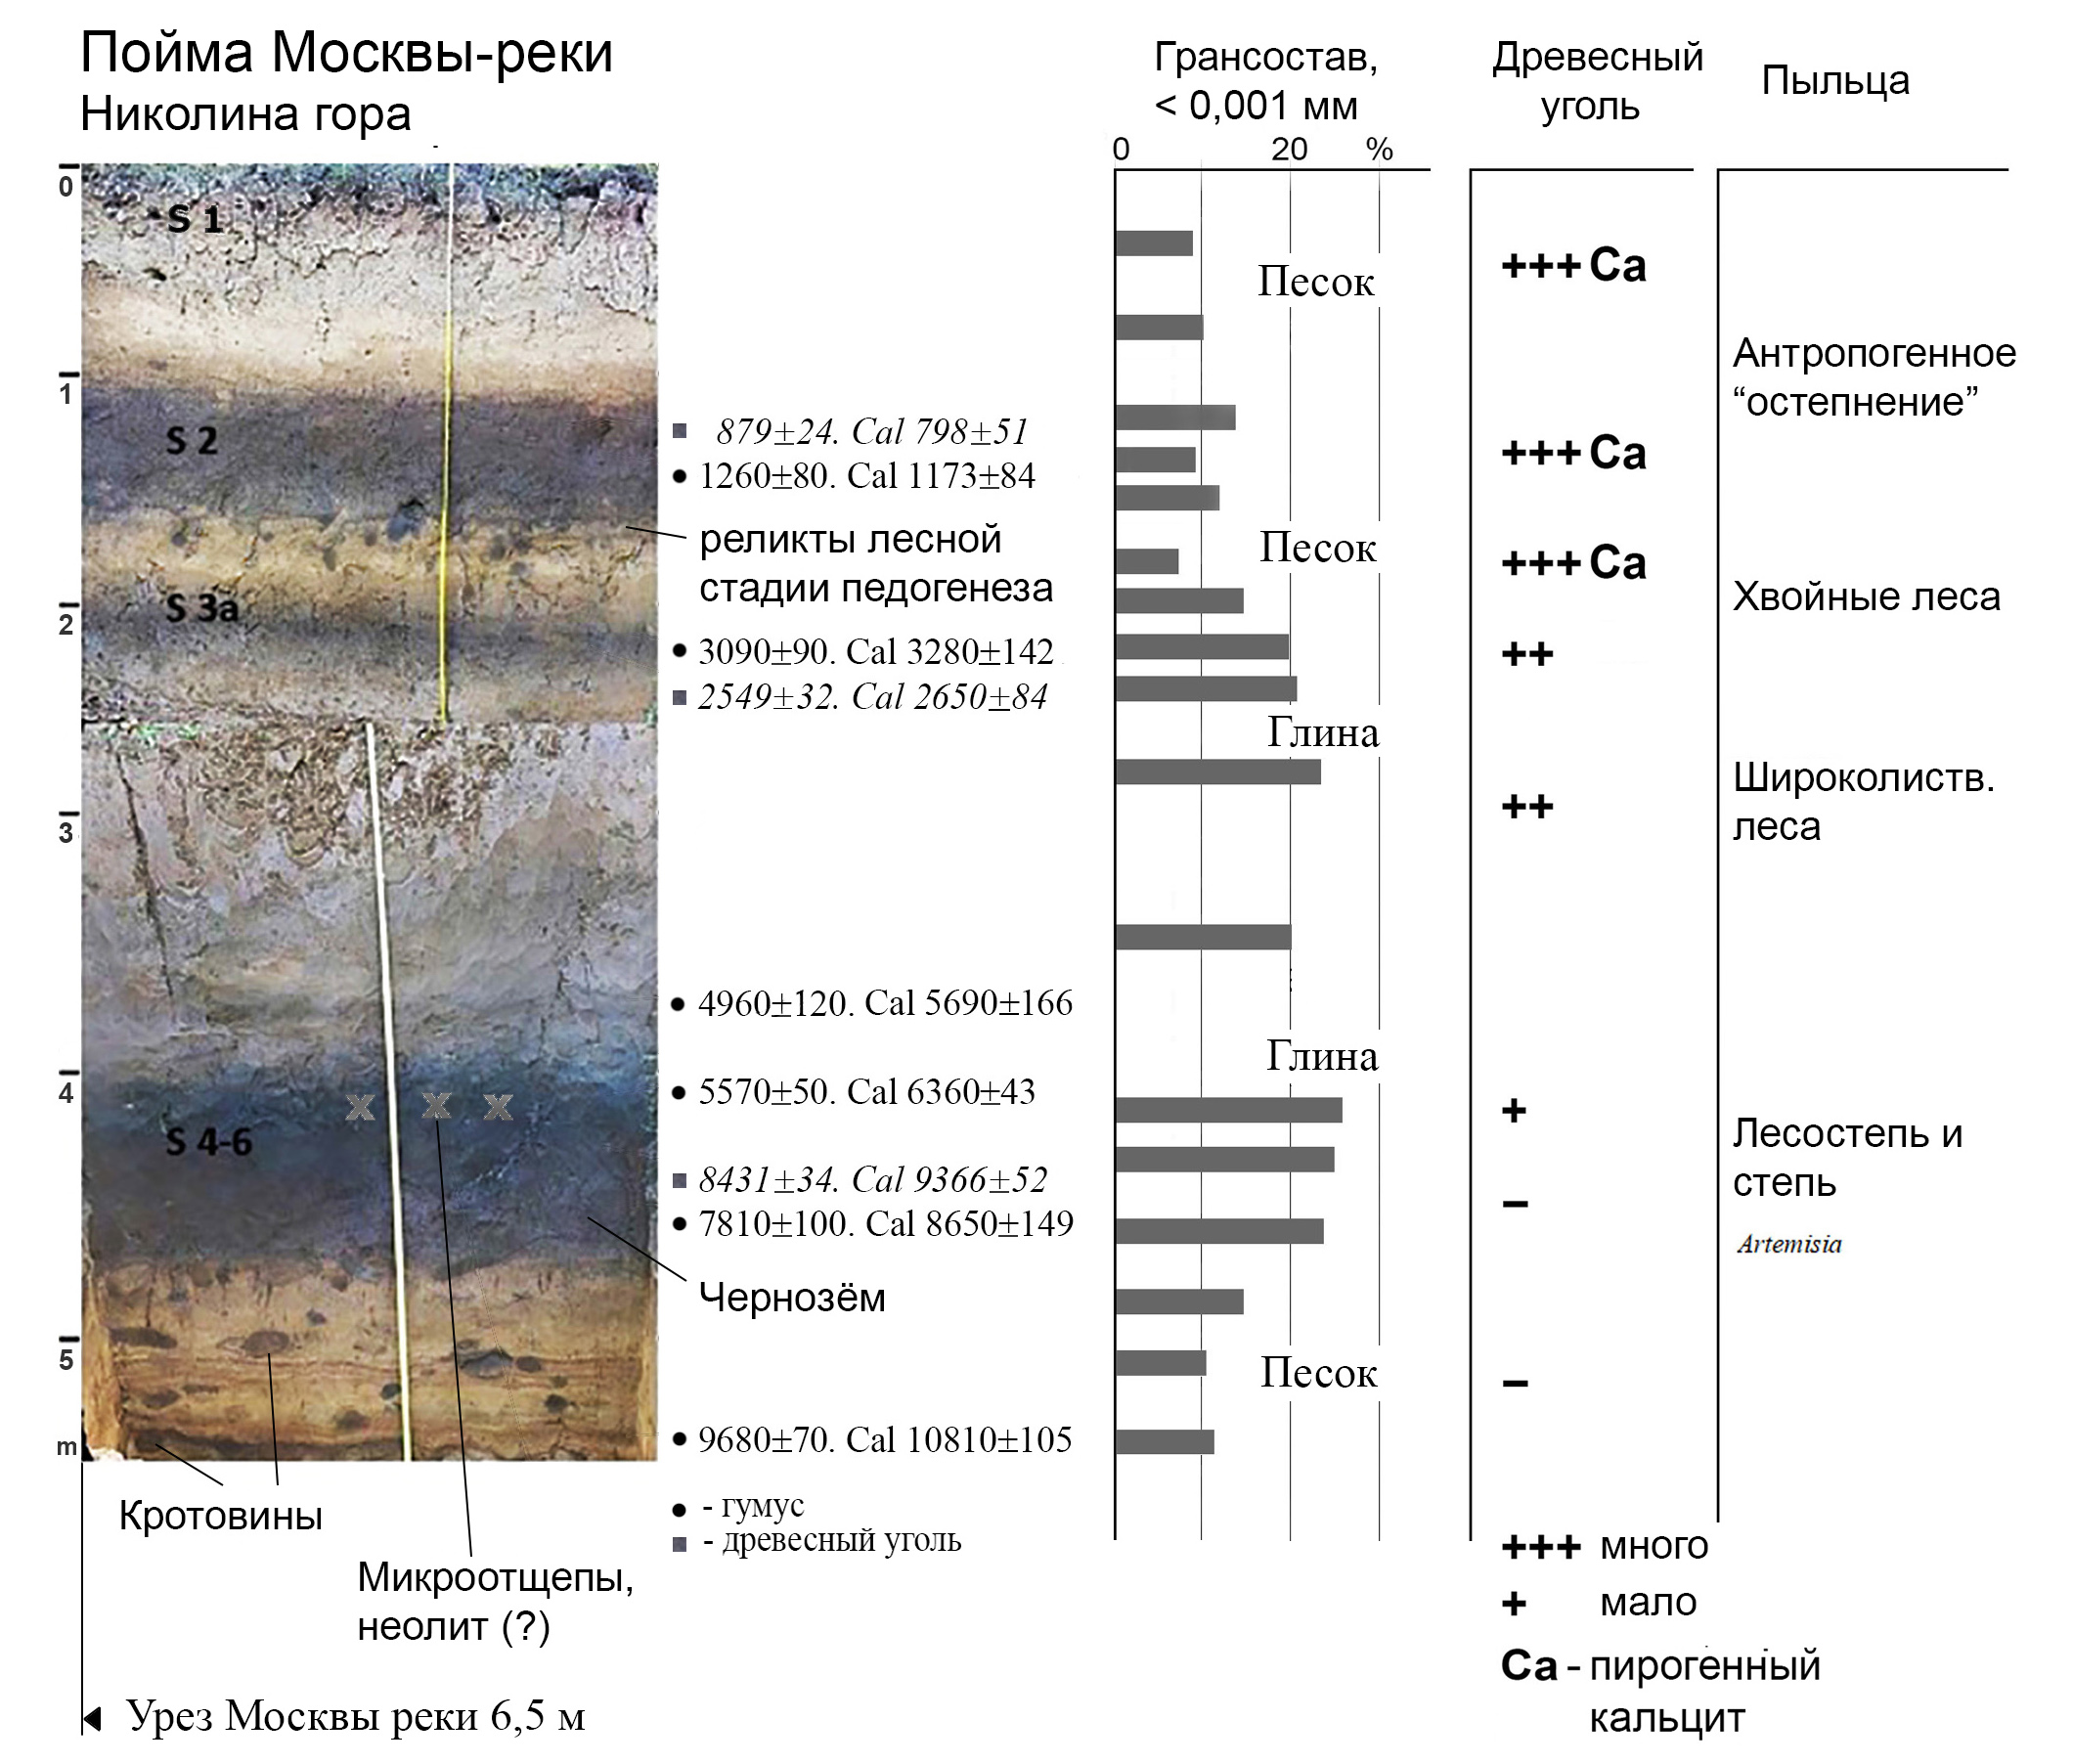 Пойма Москвы-реки
Николина гора
Грансостав,
< 0,001 мм
0 20 %
Древесный
уголь
Пыльца
0
S 1
+++ Ca
Песок
Антропогенное
“остепнение”
1
S 2
879±24. Cal 798±51
1260±80. Cal 1173±84
+++ Ca
реликты лесной
стадии педогенеза
Песок
+++ Ca
Хвойные леса
2
S 3a
3090±90. Cal 3280±142
2549±32. Cal 2650±84
++
Глина
Широколиств.
леса
3
++
4960±120. Cal 5690±166
Глина
4
5570±50. Cal 6360±43
x x x
+
S 4-6
Лесостепь и
степь
8431±34. Cal 9366±52
7810±100. Cal 8650±149
–
Artemisia
Чернозём
5
Песок
–
m
9680±70. Cal 10810±105
Кротовины
- гумус
- древесный уголь
Микроотщепы,
неолит (?)
+++ много
+ мало
Ca - пирогенный
кальцит
Урез Москвы реки 6,5 м